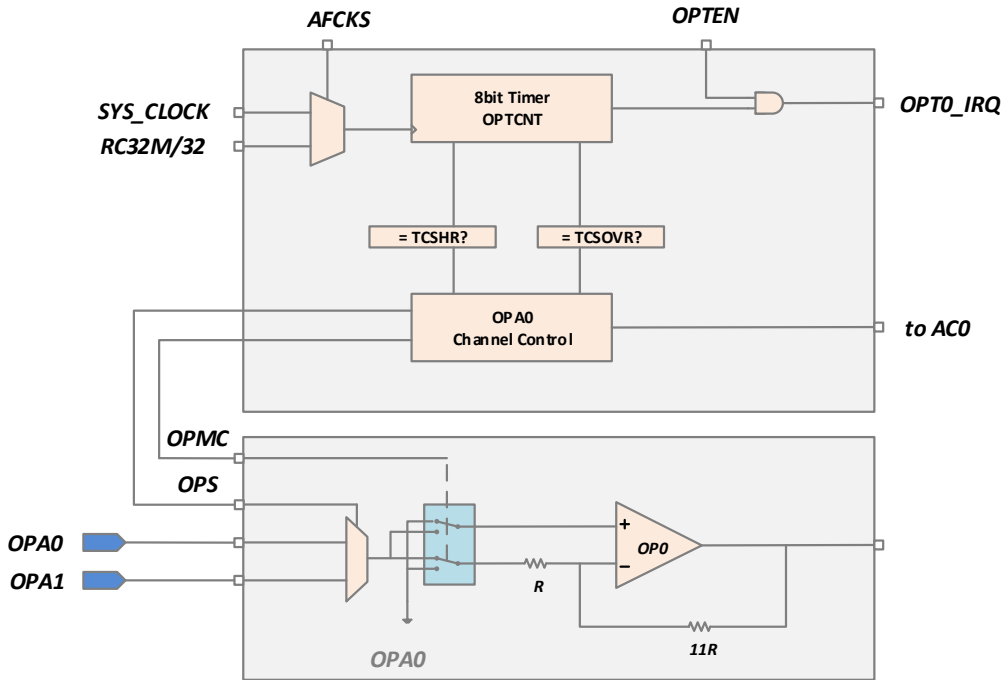 AFCKS
OPTEN
SYS_CLOCK
RC32M/32
8bit Timer
OPTCNT
OPT0_IRQ
= TCSHR?
= TCSOVR?
OPA0
Channel Control
to AC0
OPMC
OPS
OPA0
OPA1
+
OP0
−
R
11R
OPA0